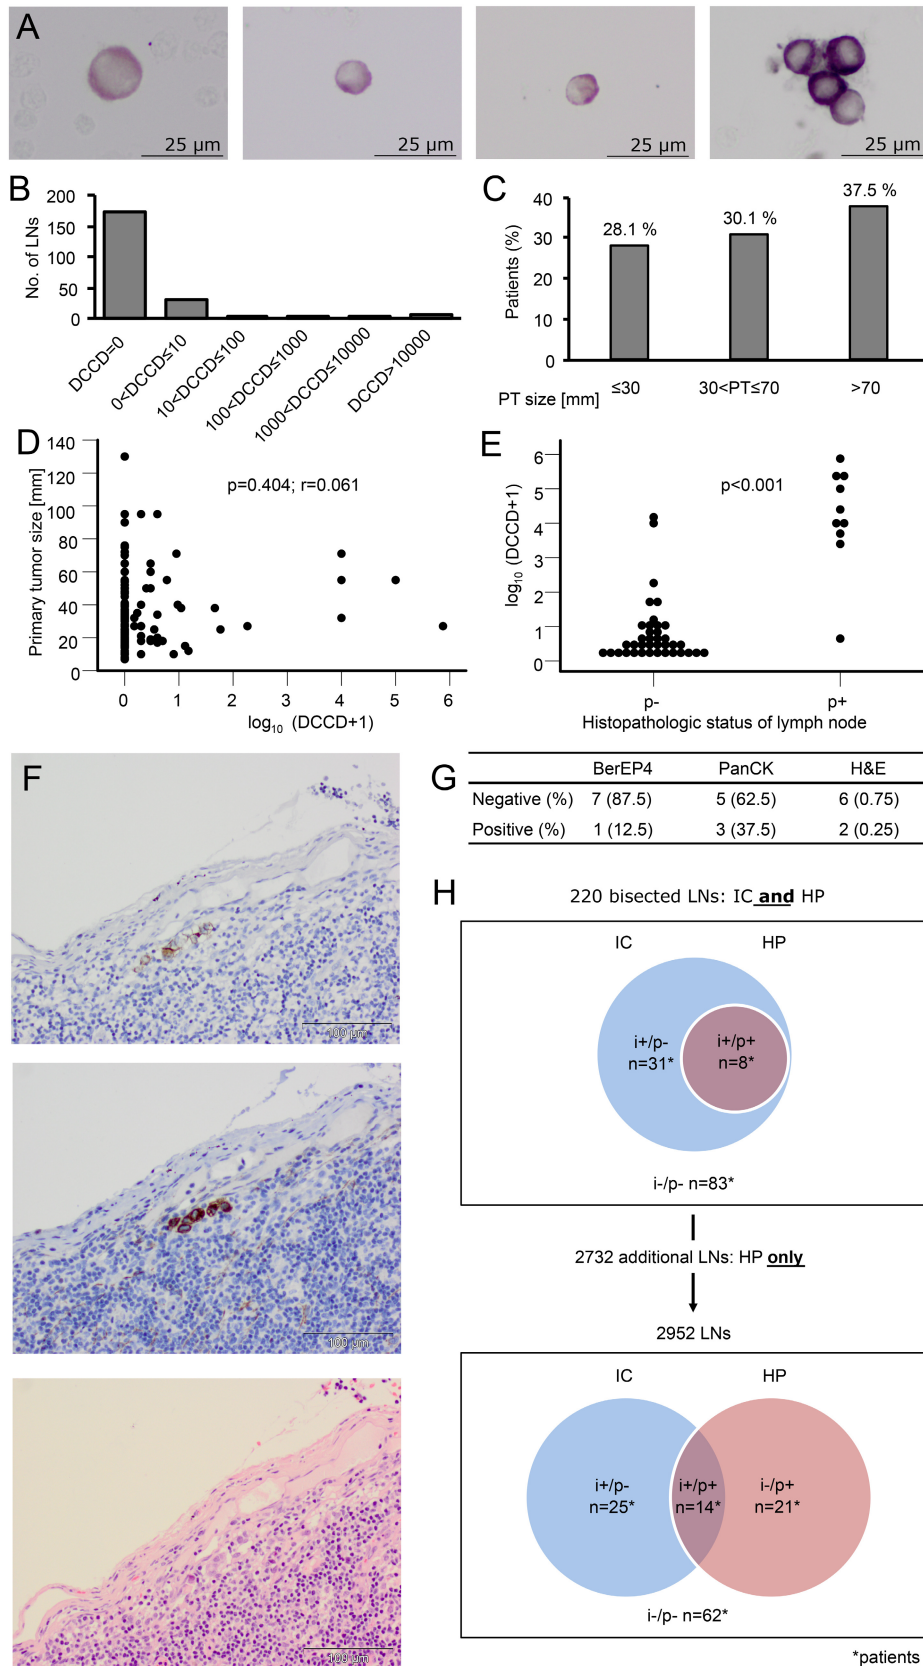 A
25 µm
25 µm
25 µm
25 µm
B
No. of LNs
200
150
100
50
0
DCCD=0
0<DCCD≤10
10<DCCD≤100
100<DCCD≤1000
1000<DCCD≤10000
DCCD>10000
C
Patients (%)
40
30
20
10
0
28.1 %
30.1 %
37.5 %
PT size [mm]
≤30
30<PT≤70
>70
D
Primary tumor size [mm]
140
120
100
80
60
40
20
0
p=0.404; r=0.061
0 1 2 3 4 5 6
log₁₀ (DCCD+1)
E
log₁₀ (DCCD+1)
6
5
4
3
2
1
0
p<0.001
p- p+
Histopathologic status of lymph node
F
100 µm
100 µm
100 µm
G
BerEP4 PanCK H&E
Negative (%) 7 (87.5) 5 (62.5) 6 (0.75)
Positive (%) 1 (12.5) 3 (37.5) 2 (0.25)
H
220 bisected LNs: IC and HP
IC HP
i+/p-
n=31*
i+/p+
n=8*
i-/p- n=83*
2732 additional LNs: HP only
2952 LNs
IC HP
i+/p-
n=25*
i+/p+
n=14*
i-/p+
n=21*
i-/p- n=62*
*patients